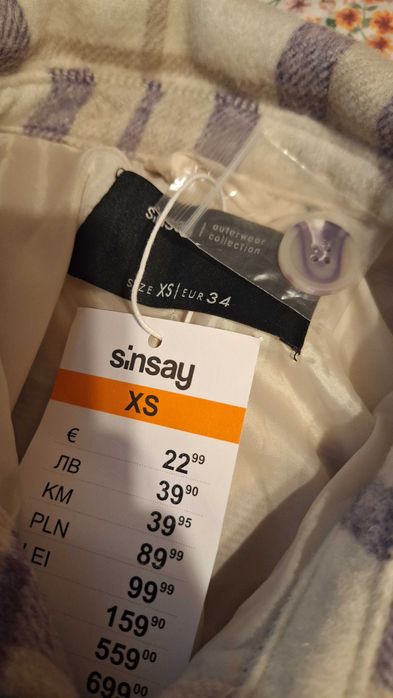 outerwear
collection
SIZE XS | EUR 34
sinsay
XS
€ 22 99
ЛВ 39 90
KM 39 95
PLN 89 99
LEI 99 99
159 90
559 00
699 00